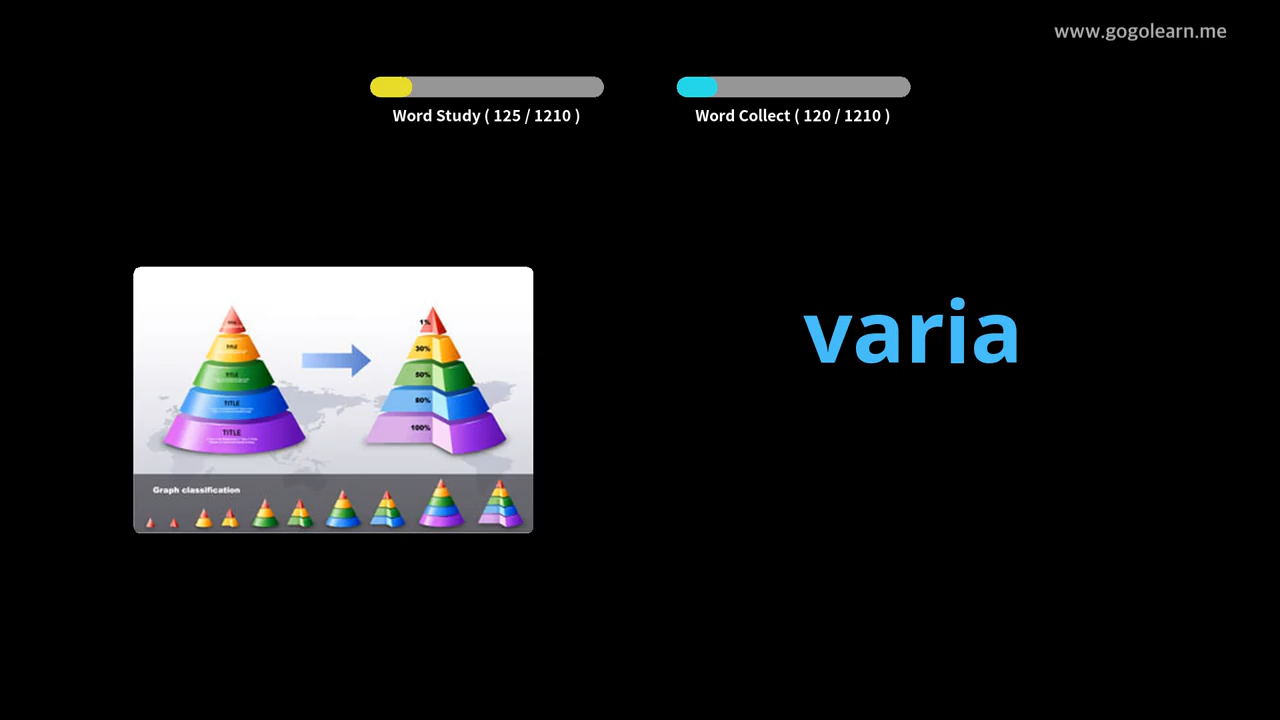 www.gogolearn.me
Word Study ( 125 / 1210 )
Word Collect ( 120 / 1210 )
varia
TITLE
TITLE
TITLE
TITLE
1%
30%
50%
80%
100%
Graph classification